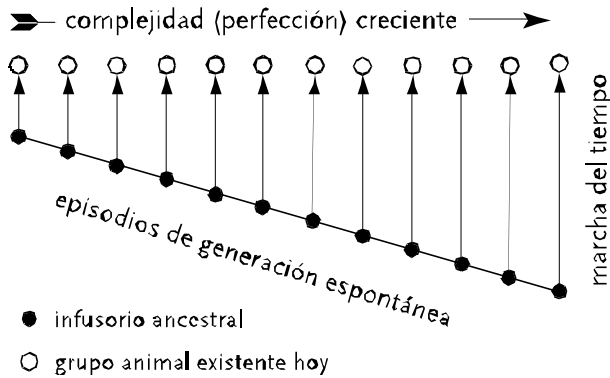 complejidad (perfección) creciente
marcha del tiempo
episodios de generación espontánea
infusorio ancestral
grupo animal existente hoy